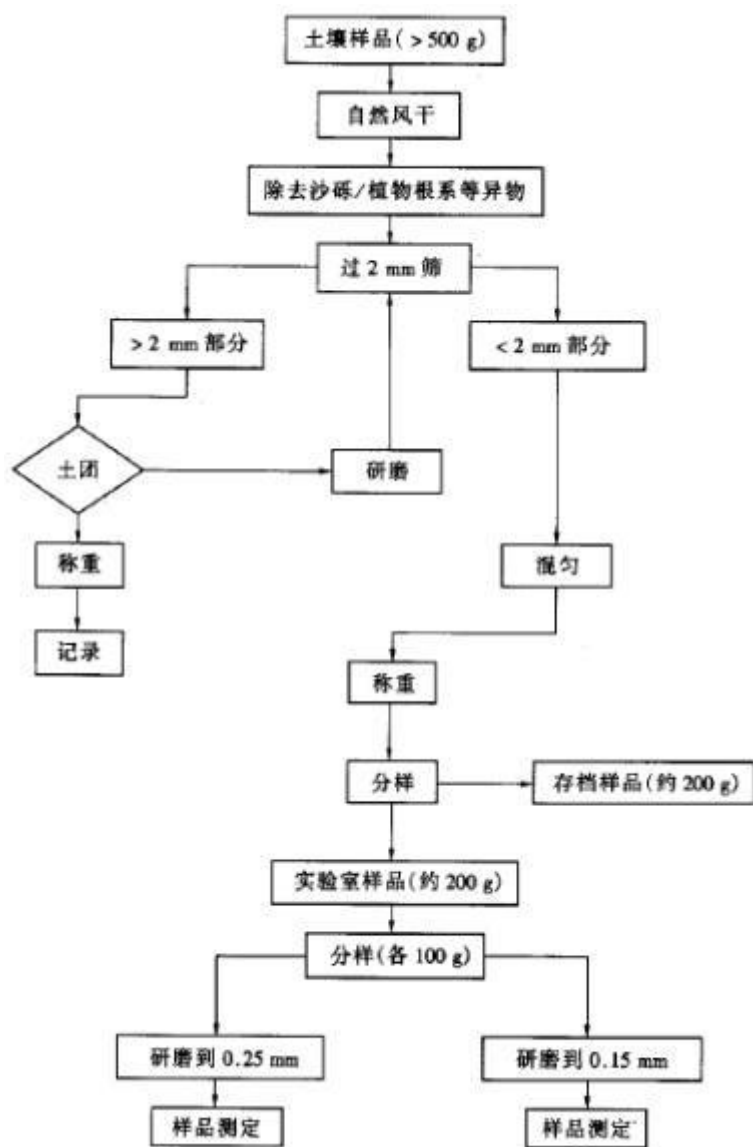 土壤样品(>500 g)
自然风干
除去沙砾/植物根系等异物
过 2 mm 筛
>2 mm 部分
<2 mm 部分
土团
研磨
称重
混匀
记录
称重
分样
存档样品(约 200 g)
实验室样品(约 200 g)
分样(各 100 g)
研磨到 0.25 mm
研磨到 0.15 mm
样品测定
样品测定